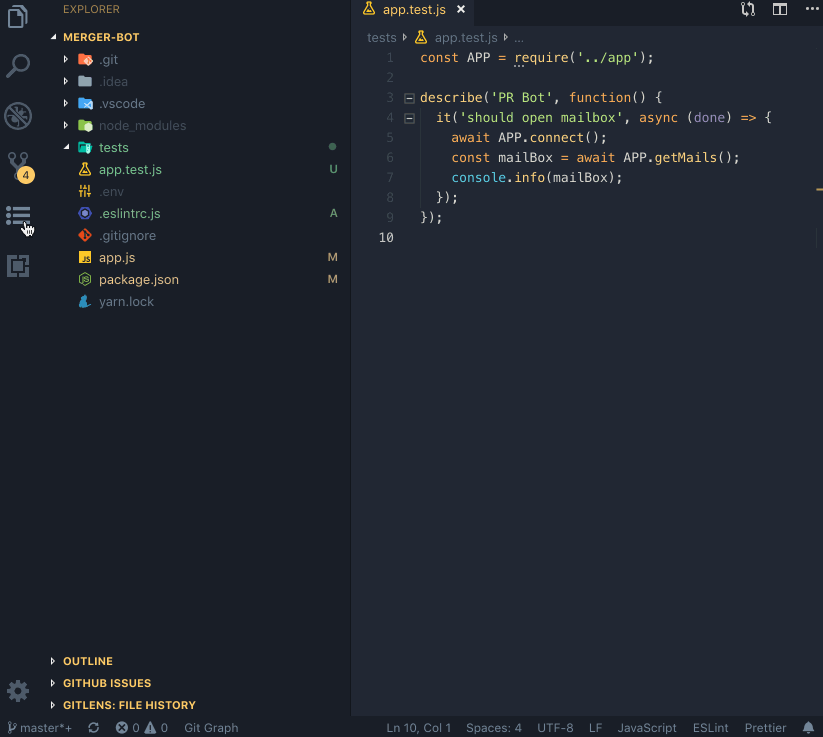 EXPLORER
MERGER-BOT
.git
.idea
.vscode
node_modules
tests
app.test.js U
.env
.eslintrc.js A
.gitignore
JS app.js M
package.json M
yarn.lock
4
OUTLINE
GITHUB ISSUES
GITLENS: FILE HISTORY
app.test.js ×
tests app.test.js ...
1 const APP = require('../app');
2
3 describe('PR Bot', function() {
4 it('should open mailbox', async (done) => {
5 await APP.connect();
6 const mailBox = await APP.getMails();
7 console.info(mailBox);
8 });
9 });
10
master*+ 0 0 Git Graph Ln 10, Col 1 Spaces: 4 UTF-8 LF JavaScript ESLint Prettier